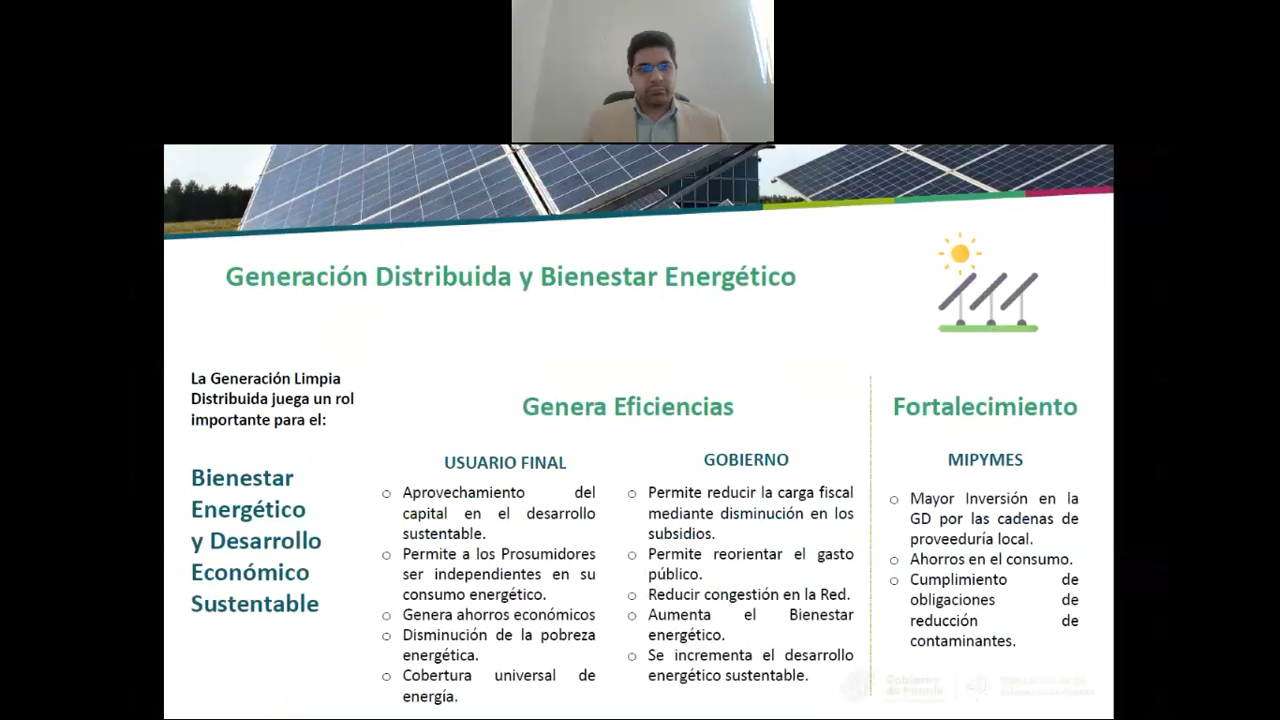 Generación Distribuida y Bienestar Energético
La Generación Limpia
Distribuida juega un rol
importante para el:
Bienestar
Energético
y Desarrollo
Económico
Sustentable
Genera Eficiencias
USUARIO FINAL
○ Aprovechamiento del
capital en el desarrollo
sustentable.
○ Permite a los Prosumidores
ser independientes en su
consumo energético.
○ Genera ahorros económicos
○ Disminución de la pobreza
energética.
○ Cobertura universal de
energía.
GOBIERNO
○ Permite reducir la carga fiscal
mediante disminución en los
subsidios.
○ Permite reorientar el gasto
público.
○ Reducir congestión en la Red.
○ Aumenta el Bienestar
energético.
○ Se incrementa el desarrollo
energético sustentable.
Fortalecimiento
MIPYMES
○ Mayor Inversión en la
GD por las cadenas de
proveeduría local.
○ Ahorros en el consumo.
○ Cumplimiento de
obligaciones de
reducción de
contaminantes.